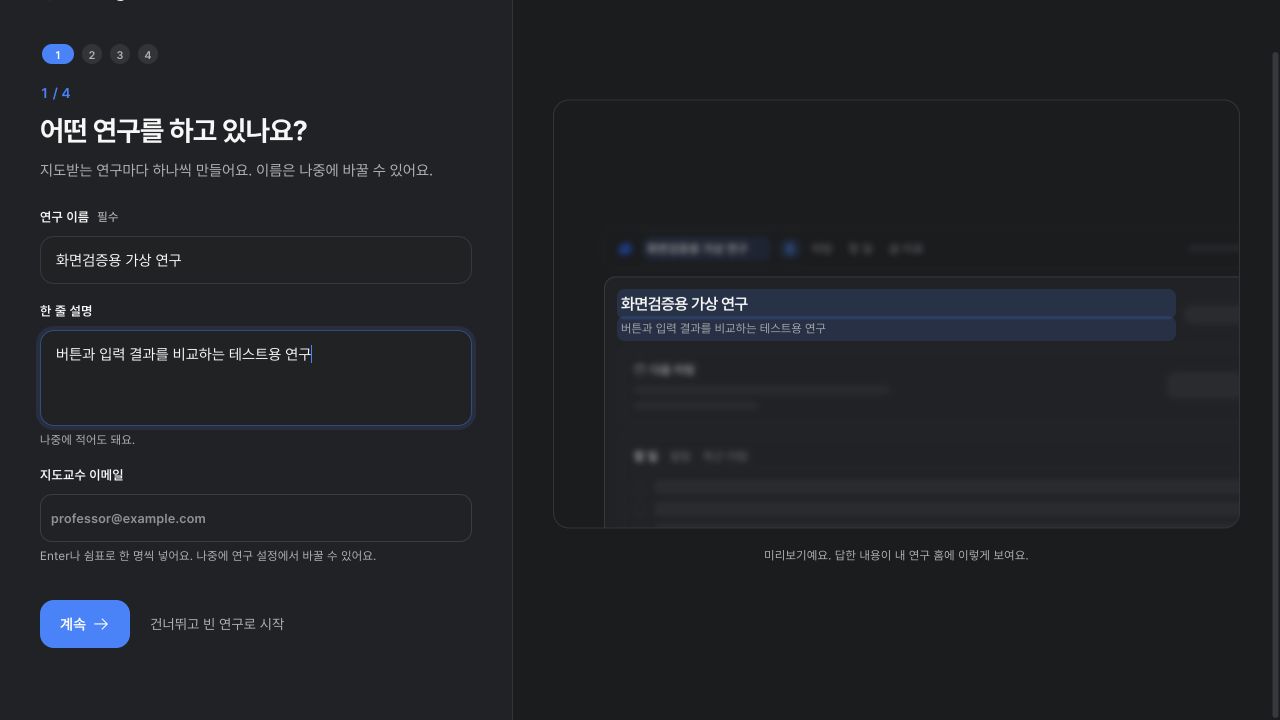 1 2 3 4
1 / 4
어떤 연구를 하고 있나요?
지도받는 연구마다 하나씩 만들어요. 이름은 나중에 바꿀 수 있어요.
연구 이름 필수
화면검증용 가상 연구
한 줄 설명
버튼과 입력 결과를 비교하는 테스트용 연구
나중에 적어도 돼요.
지도교수 이메일
professor@example.com
Enter나 쉼표로 한 명씩 넣어요. 나중에 연구 설정에서 바꿀 수 있어요.
계속 → 건너뛰고 빈 연구로 시작
화면검증용 가상 연구
화면검증용 가상 연구
버튼과 입력 결과를 비교하는 테스트용 연구
미리보기예요. 답한 내용이 내 연구 홈에 이렇게 보여요.